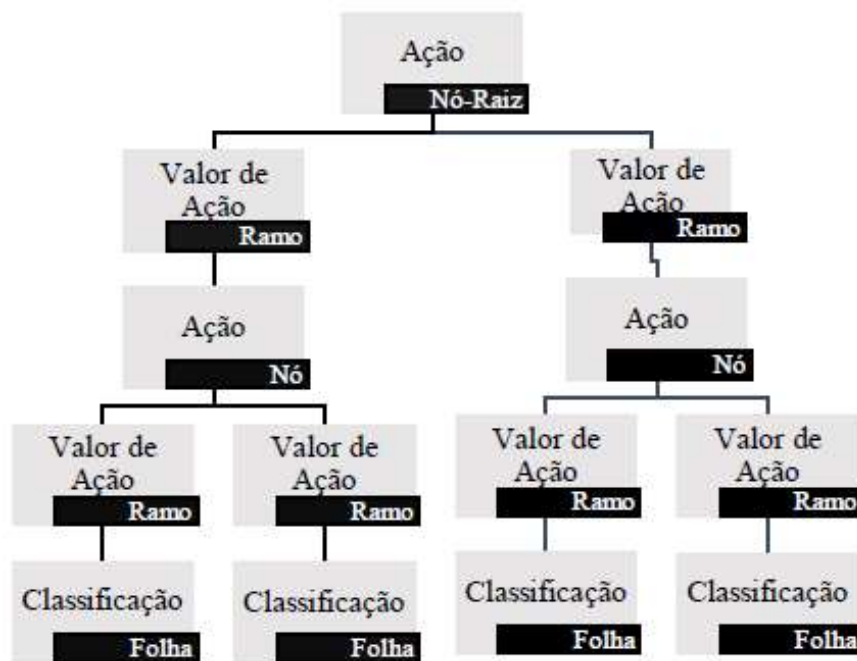 Ação
Nó-Raiz
Valor de
Ação
Ramo
Valor de
Ação
Ramo
Ação
Nó
Ação
Nó
Valor de
Ação
Ramo
Valor de
Ação
Ramo
Valor de
Ação
Ramo
Valor de
Ação
Ramo
Classificação
Folha
Classificação
Folha
Classificação
Folha
Classificação
Folha